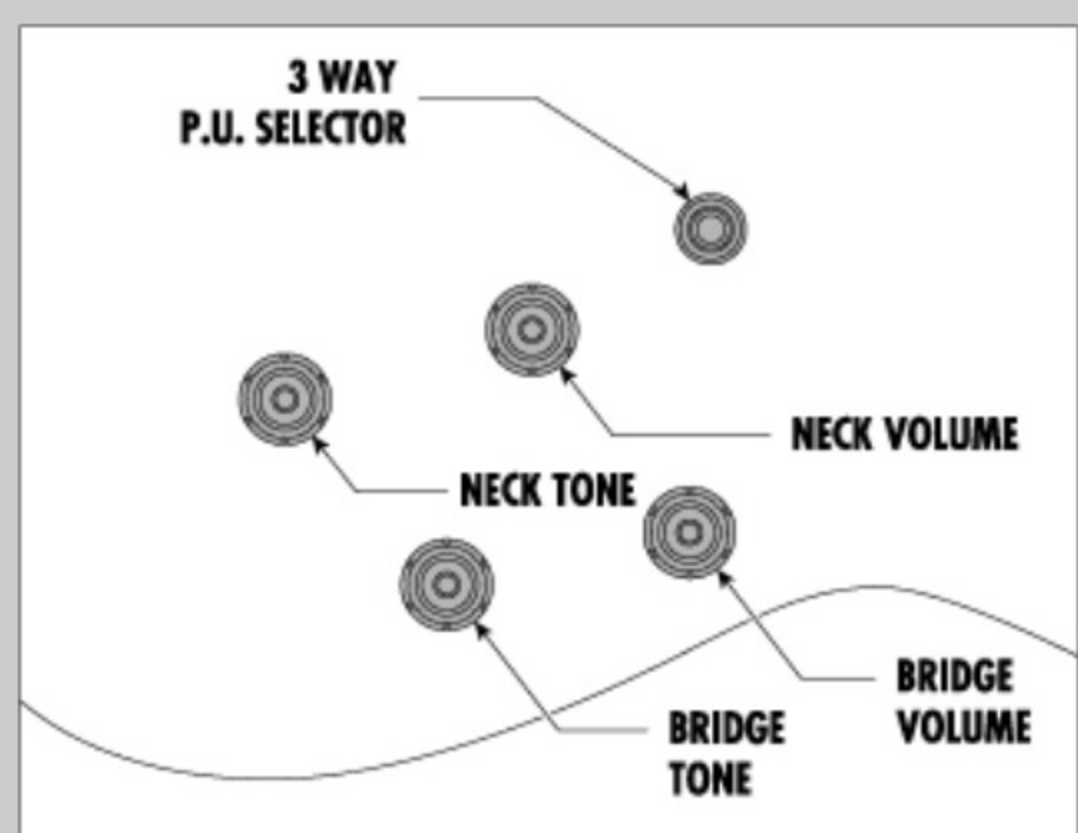 3 WAY
P.U. SELECTOR
NECK VOLUME
NECK TONE
BRIDGE
VOLUME
BRIDGE
TONE